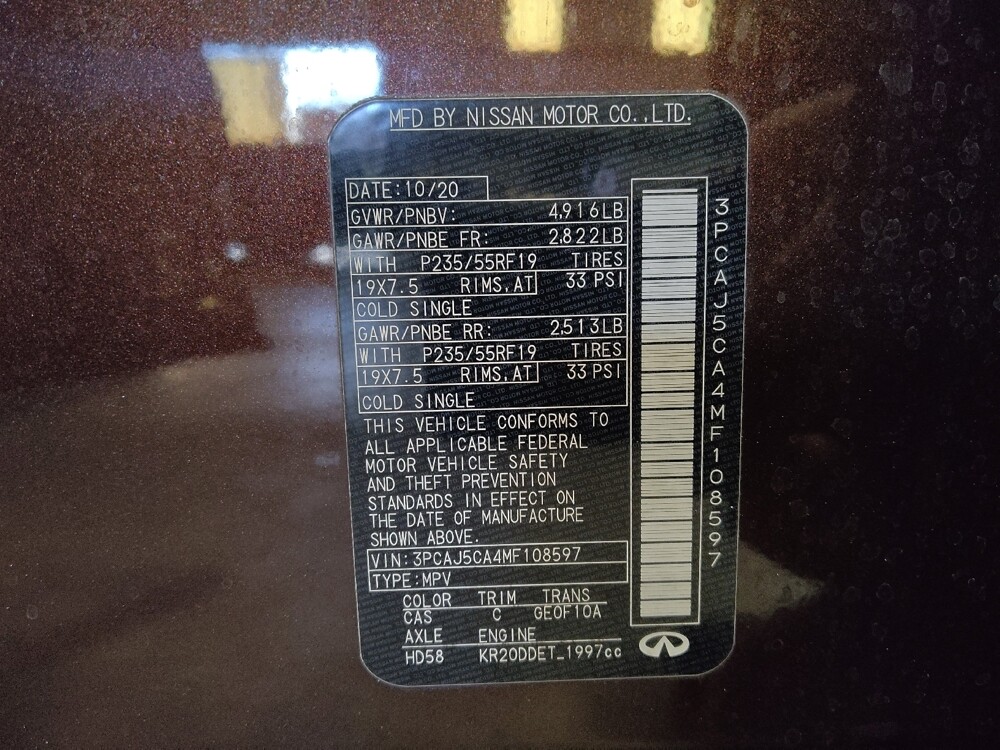 MFD BY NISSAN MOTOR CO.,LTD.
DATE:10/20
GVWR/PNBV: 4,916LB
GAWR/PNBE FR: 2,822LB
WITH P235/55RF19 TIRES
19X7.5 RIMS,AT 33 PSI
COLD SINGLE
GAWR/PNBE RR: 2,513LB
WITH P235/55RF19 TIRES
19X7.5 RIMS,AT 33 PSI
COLD SINGLE
THIS VEHICLE CONFORMS TO
ALL APPLICABLE FEDERAL
MOTOR VEHICLE SAFETY
AND THEFT PREVENTION
STANDARDS IN EFFECT ON
THE DATE OF MANUFACTURE
SHOWN ABOVE.
VIN:3PCAJ5CA4MF108597
TYPE:MPV
COLOR TRIM TRANS
CAS C GE0F10A
AXLE ENGINE
HD58 KR20DDET_1997cc
3PCAJ5CA4MF108597